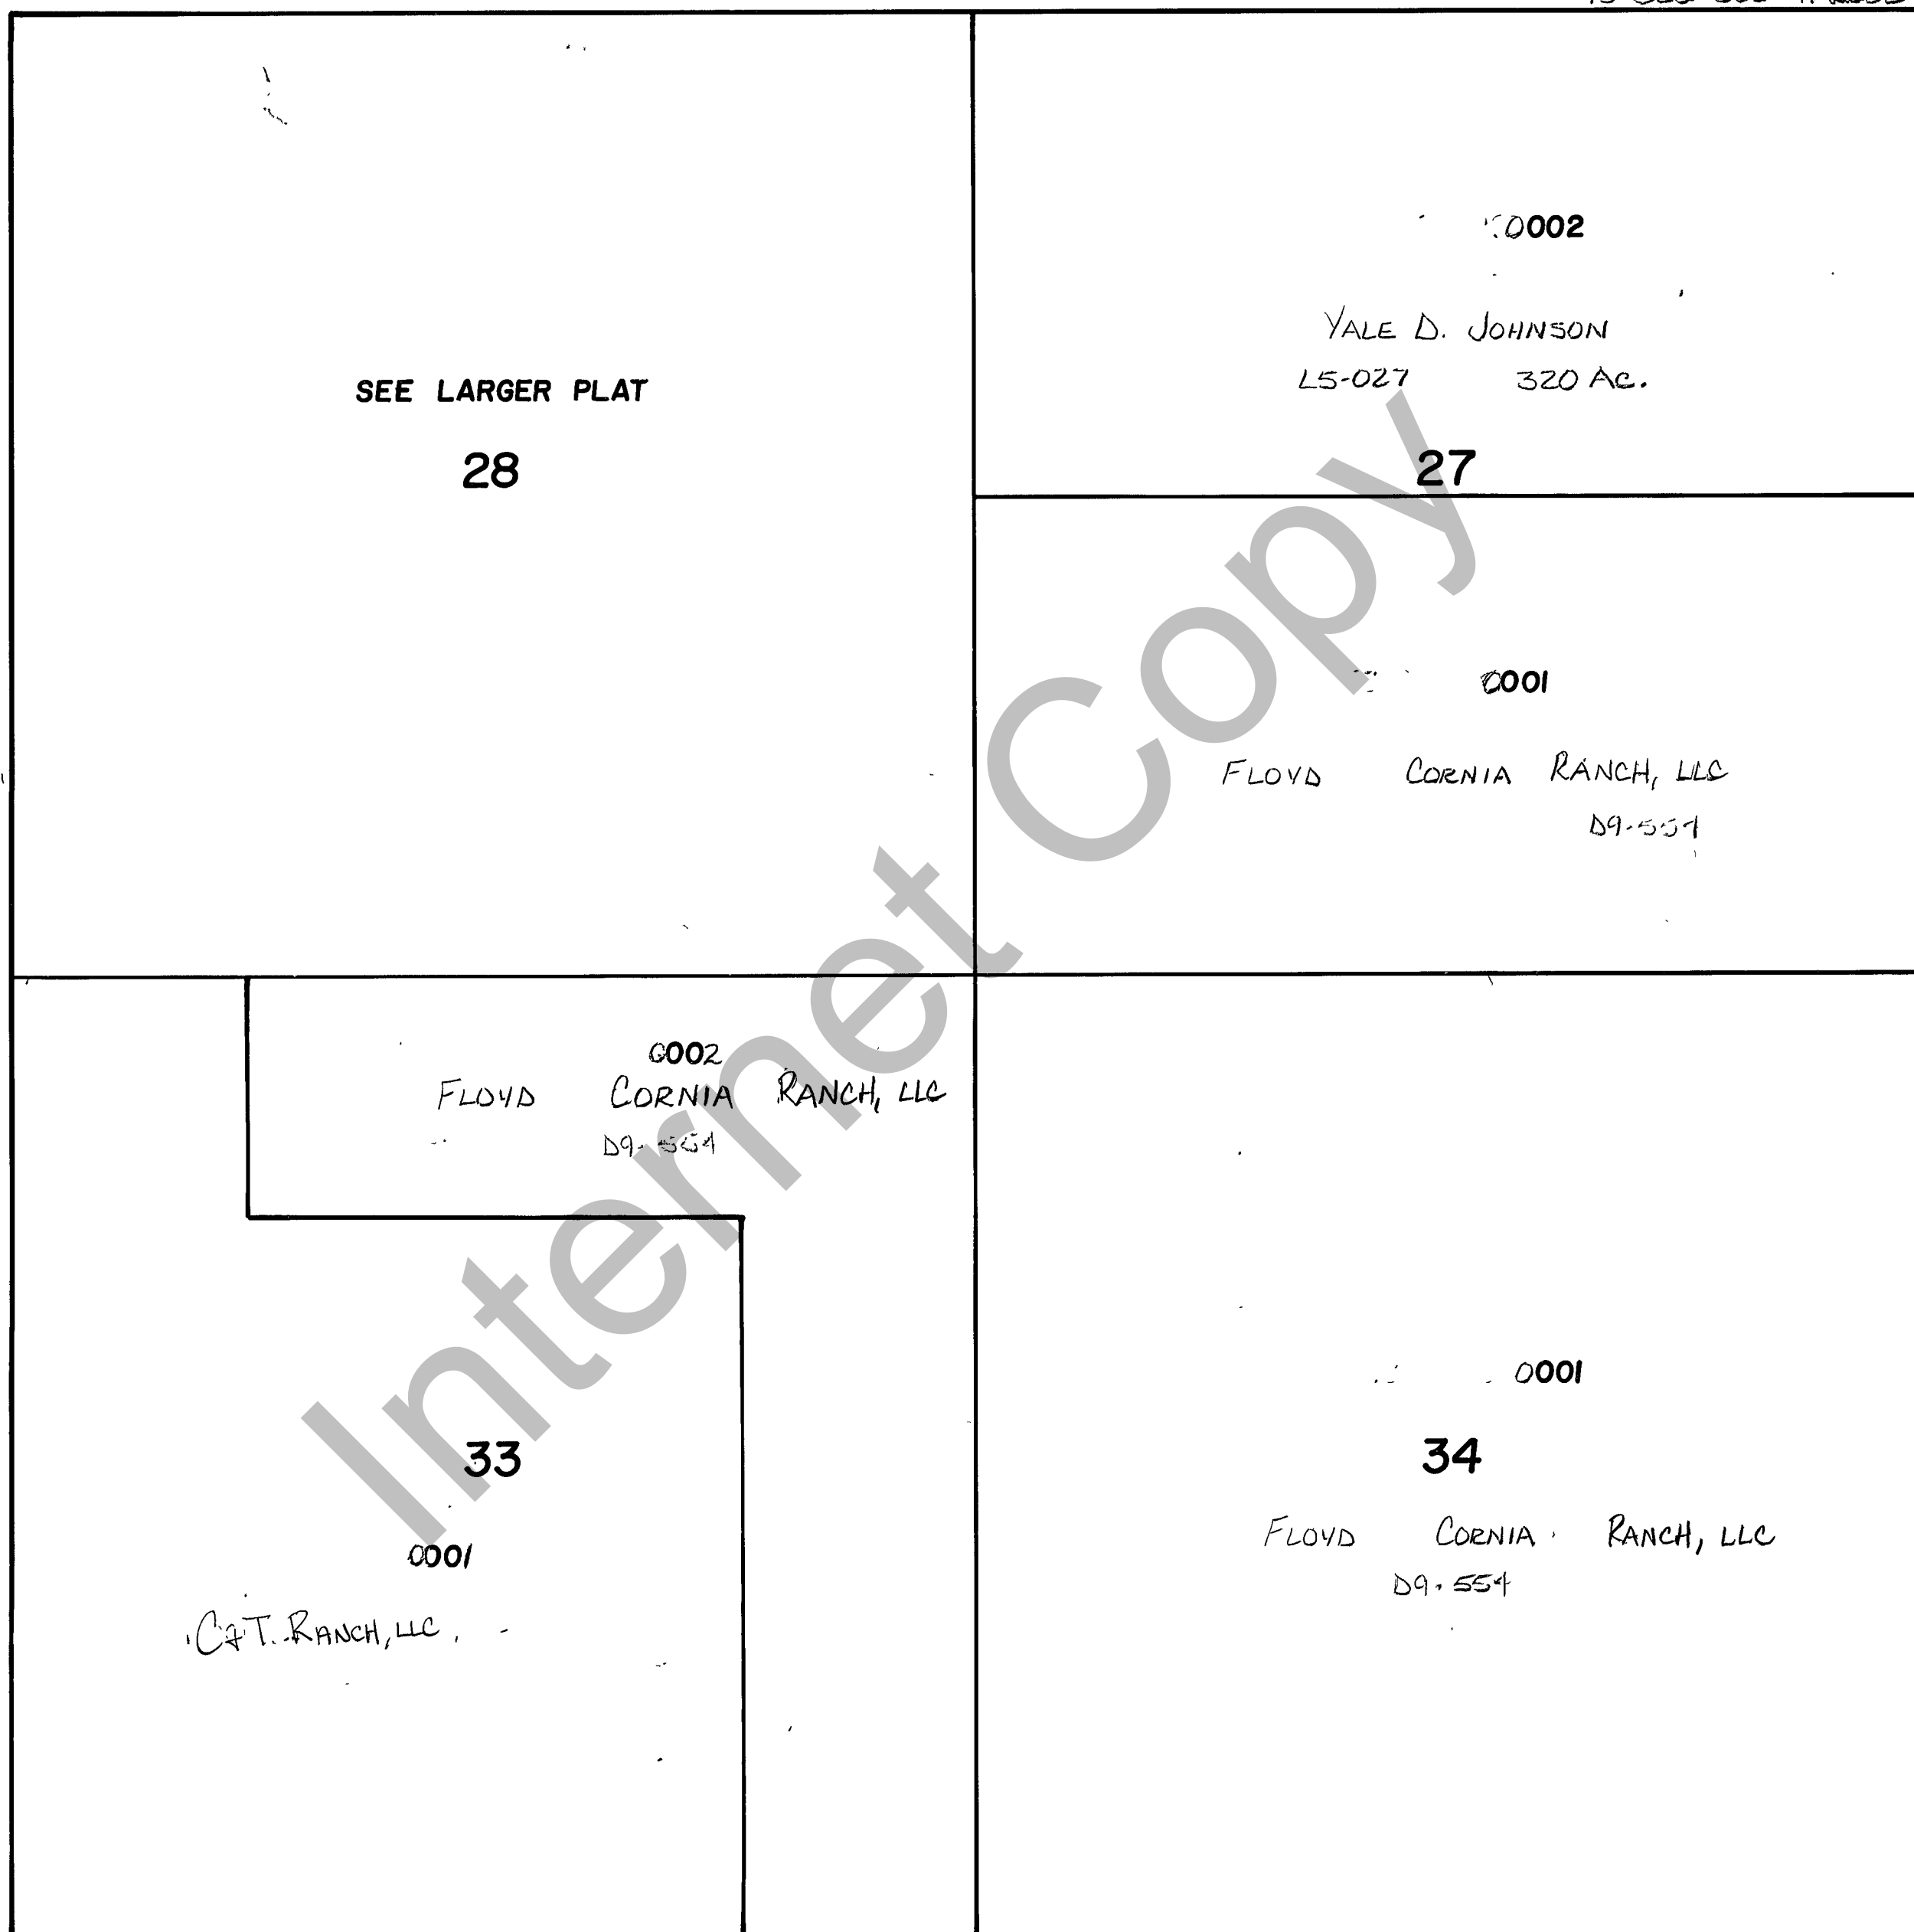 SEE LARGER PLAT
28
0002
YALE D. JOHNSON
L5-027 320 AC.
27
0001
FLOYD CORNIA RANCH, LLC
D9-554
0002
FLOYD CORNIA RANCH, LLC
D9-554
33
0001
C&T. RANCH, LLC.
0001
34
FLOYD CORNIA RANCH, LLC
D9-554
Internet Copy